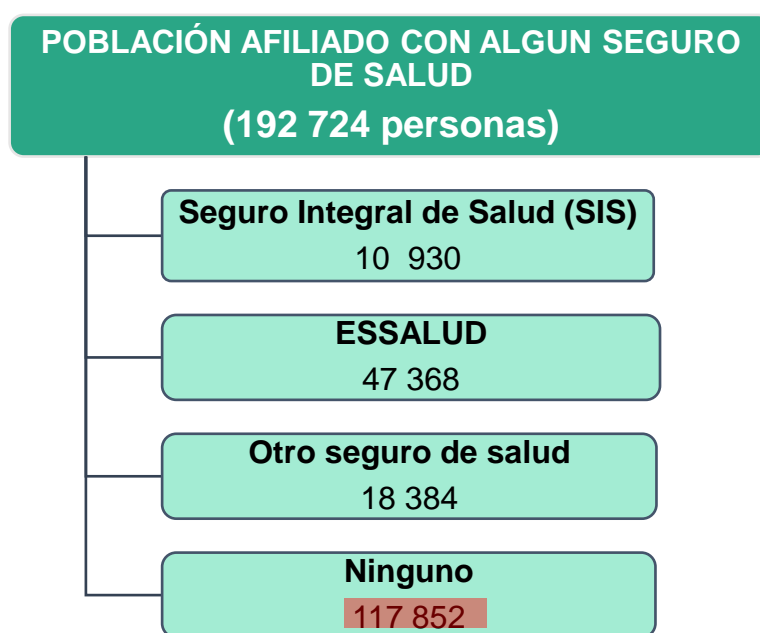 POBLACIÓN AFILIADO CON ALGUN SEGURO
DE SALUD
(192 724 personas)
Seguro Integral de Salud (SIS)
10 930
ESSALUD
47 368
Otro seguro de salud
18 384
Ninguno
117 852